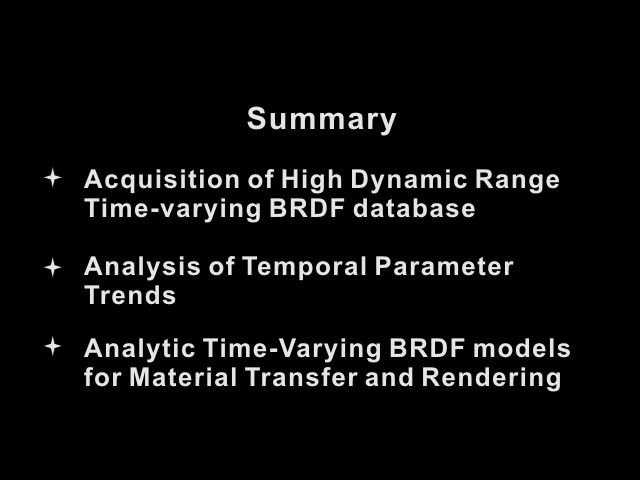 Summary
Acquisition of High Dynamic Range
Time-varying BRDF database
Analysis of Temporal Parameter
Trends
Analytic Time-Varying BRDF models
for Material Transfer and Rendering